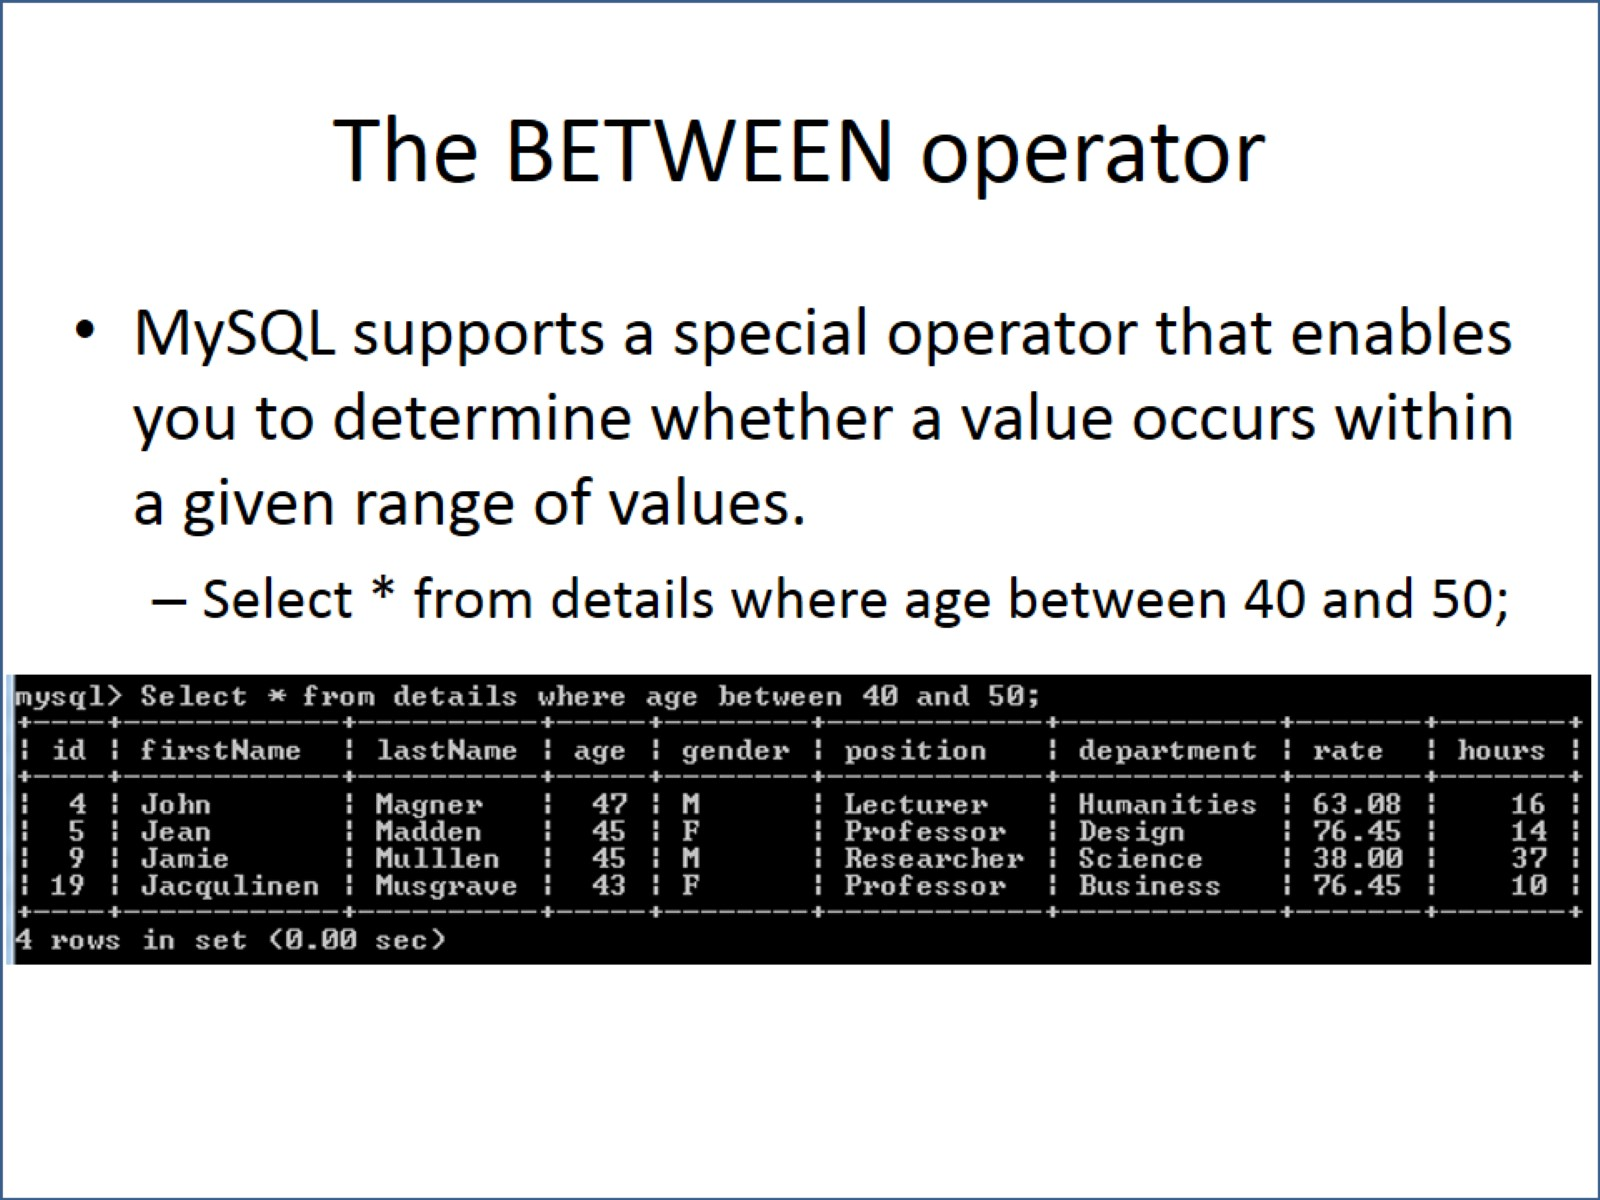 The BETWEEN operator
• MySQL supports a special operator that enables
you to determine whether a value occurs within
a given range of values.
– Select * from details where age between 40 and 50;
mysql> Select * from details where age between 40 and 50;
+----+------------+----------+-----+--------+------------+------------+-------+-------+
| id | firstName | lastName | age | gender | position | department | rate | hours |
+----+------------+----------+-----+--------+------------+------------+-------+-------+
| 4 | John | Magner | 47 | M | Lecturer | Humanities | 63.08 | 16 |
| 5 | Jean | Madden | 45 | F | Professor | Design | 76.45 | 14 |
| 9 | Jamie | Mulllen | 45 | M | Researcher | Science | 38.00 | 37 |
| 19 | Jacqulinen | Musgrave | 43 | F | Professor | Business | 76.45 | 10 |
+----+------------+----------+-----+--------+------------+------------+-------+-------+
4 rows in set (0.00 sec)